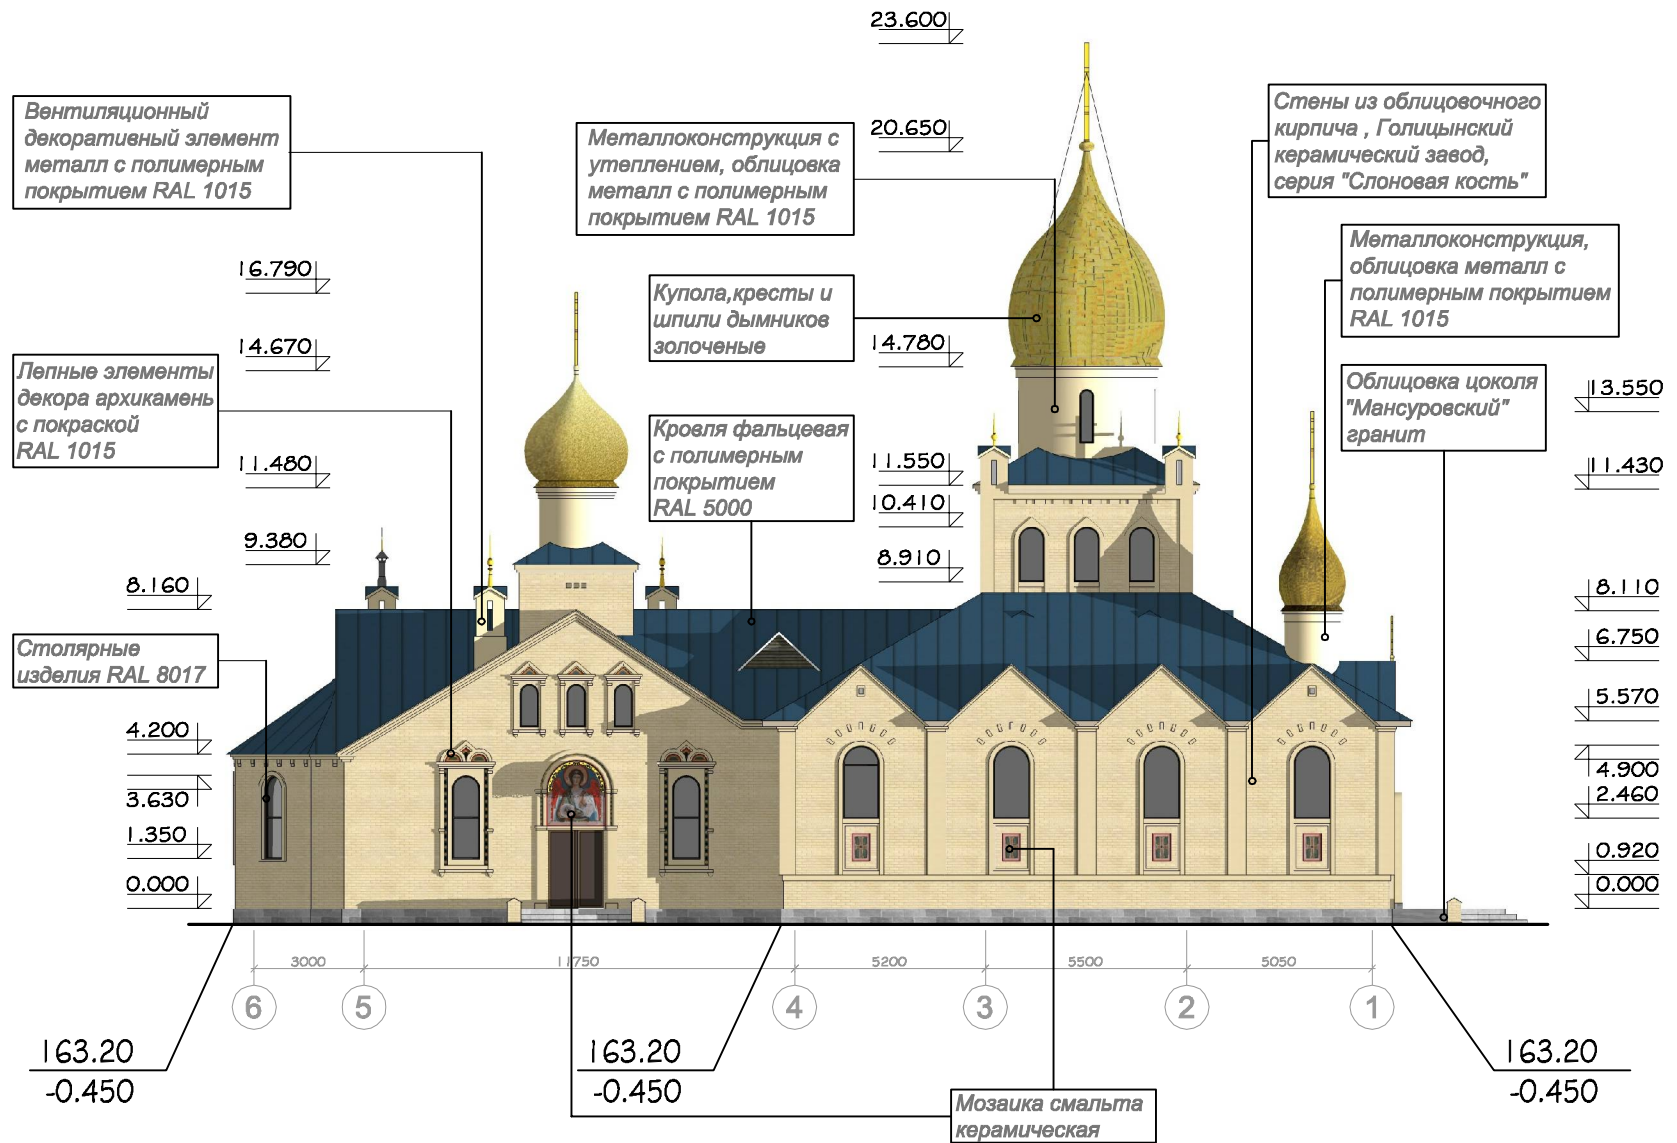 23.600
Вентиляционный
декоративный элемент
металл с полимерным
покрытием RAL 1015
Металлоконструкция с
утеплением, облицовка
металл с полимерным
покрытием RAL 1015
20.650
Стены из облицовочного
кирпича , Голицынский
керамический завод,
серия "Слоновая кость"
Металлоконструкция,
облицовка металл с
полимерным покрытием
RAL 1015
Купола,кресты и
шпили дымников
золоченые
16.790
14.670
14.780
Лепные элементы
декора архикамень
с покраской
RAL 1015
Облицовка цоколя
"Мансуровский"
гранит
13.550
Кровля фальцевая
с полимерным
покрытием
RAL 5000
11.480
11.550
11.430
10.410
9.380
8.910
8.160
8.110
Столярные
изделия RAL 8017
6.750
5.570
4.200
4.900
3.630
2.460
1.350
0.920
0.000
0.000
3000
11750
5200
5500
5050
6
5
4
3
2
1
163.20
-0.450
163.20
-0.450
163.20
-0.450
Мозаика смальта
керамическая